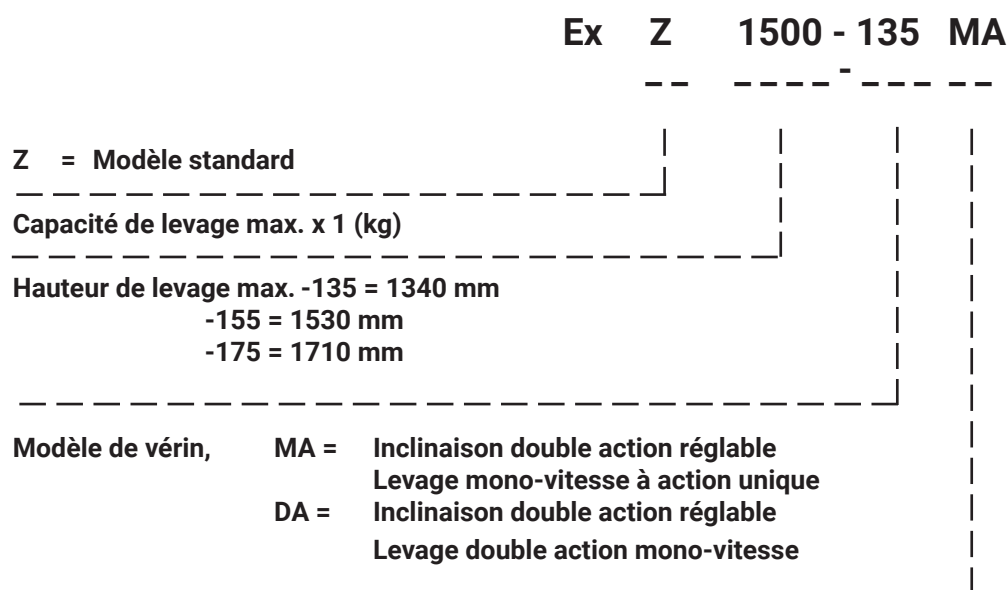 Ex Z 1500 - 135 MA
-
Z = Modèle standard
Capacité de levage max. x 1 (kg)
Hauteur de levage max. -135 = 1340 mm
-155 = 1530 mm
-175 = 1710 mm
Modèle de vérin, MA = Inclinaison double action réglable
Levage mono-vitesse à action unique
DA = Inclinaison double action réglable
Levage double action mono-vitesse